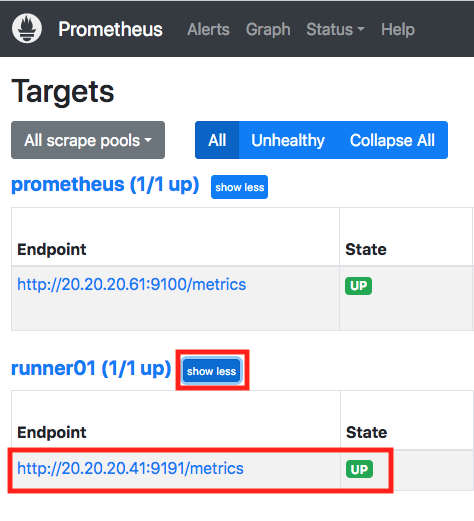 Prometheus Alerts Graph Status Help
Targets
All scrape pools All Unhealthy Collapse All
prometheus (1/1 up) show less
Endpoint State
http://20.20.20.61:9100/metrics UP
runner01 (1/1 up) show less
Endpoint State
http://20.20.20.41:9191/metrics UP